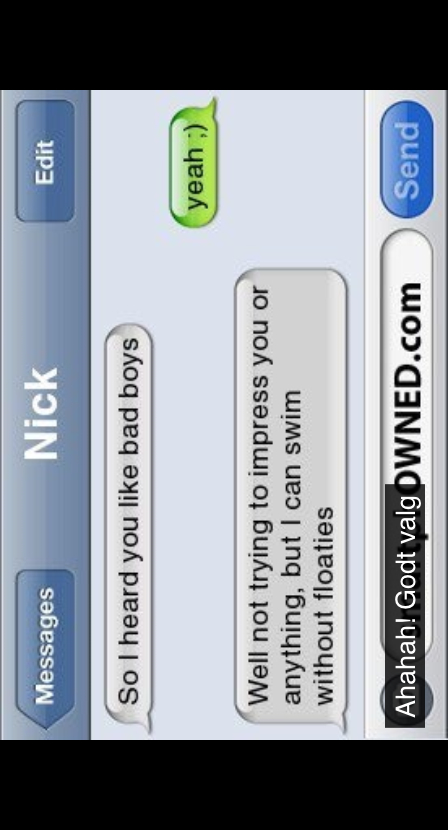 Messages
Nick
Edit
So I heard you like bad boys
yeah ;)
Well not trying to impress you or
anything, but I can swim
without floaties
OWNED.com
Send
Ahahah! Godt valg